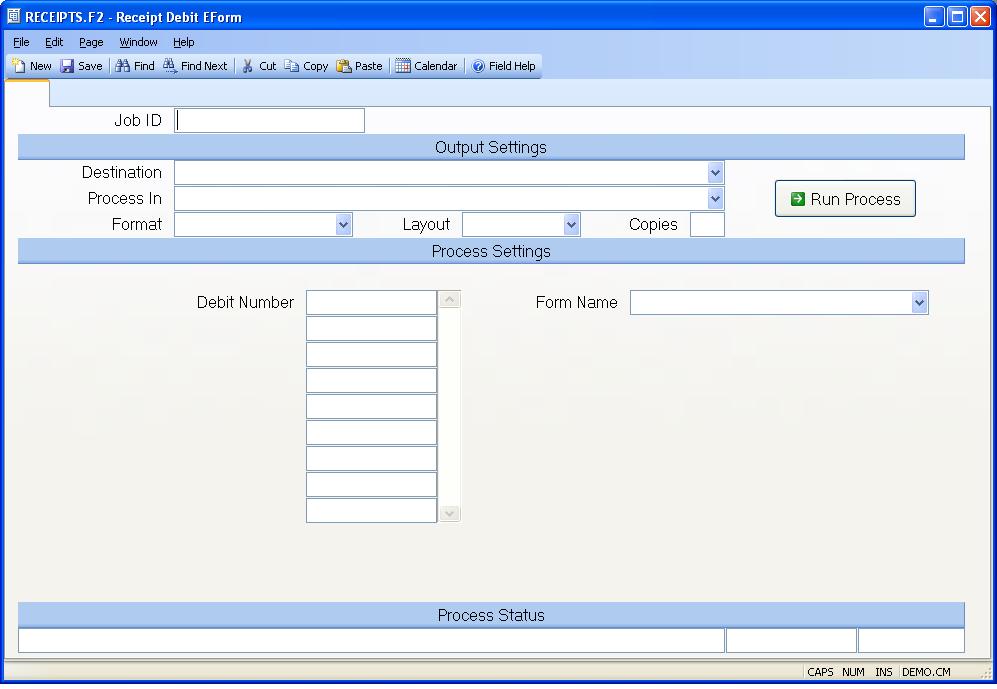 RECEIPTS.F2 - Receipt Debit EForm
File Edit Page Window Help
New Save Find Find Next Cut Copy Paste Calendar Field Help
Job ID
Output Settings
Destination
Process In
Run Process
Format Layout Copies
Process Settings
Debit Number Form Name
Process Status
CAPS NUM INS DEMO.CM